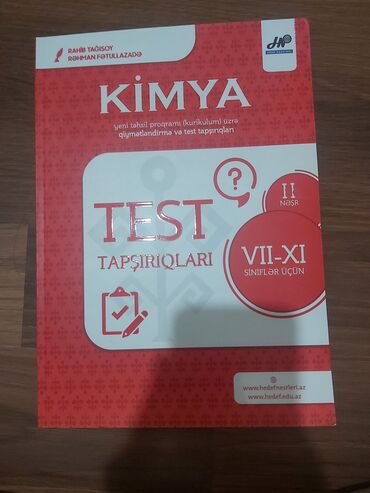 RAHİB TAĞISOY
RƏHMAN FƏTULLAZADƏ
KİMYA
yeni təhsil proqramı (kurikulum) üzrə
qiymətləndirmə və test tapşırıqları
II
NƏŞR
TEST
TAPŞIRIQLARI
VII-XI
SİNİFLƏR ÜÇÜN
www.hedefnesrleri.az
www.hedef.edu.az